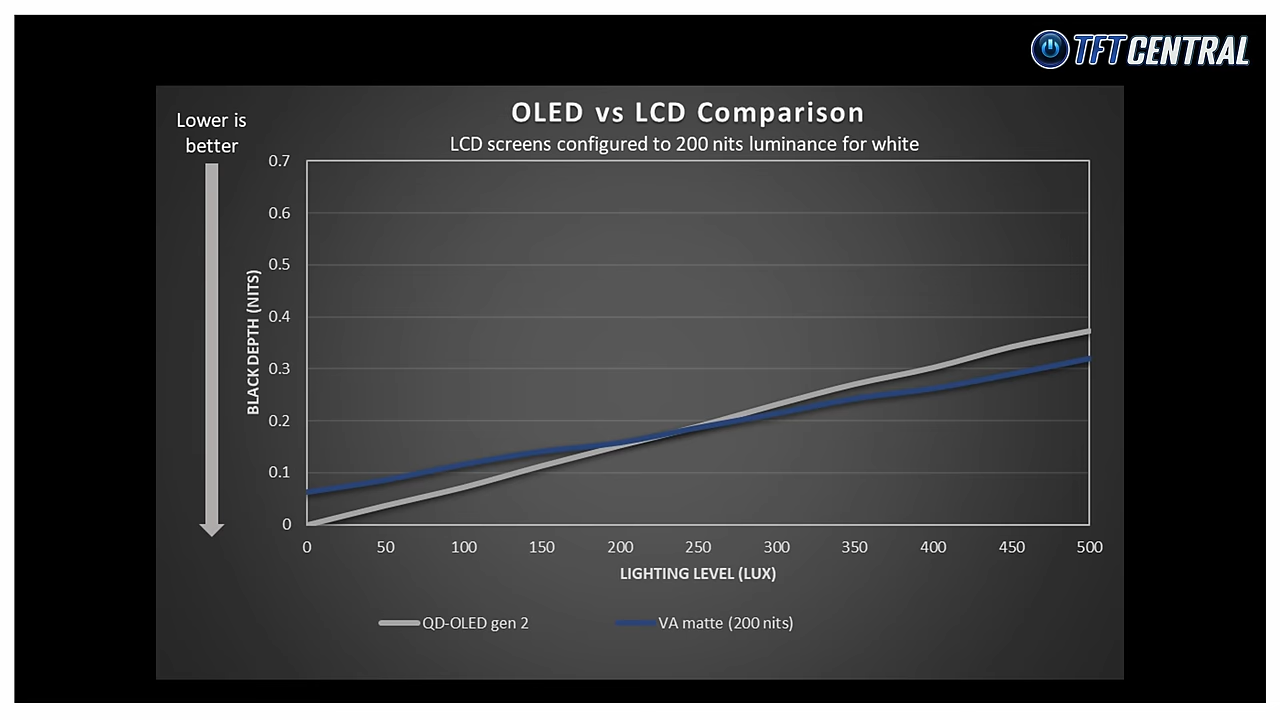 TFTCENTRAL
OLED vs LCD Comparison
LCD screens configured to 200 nits luminance for white
Lower is
better
BLACK DEPTH (NITS)
0.7
0.6
0.5
0.4
0.3
0.2
0.1
0
0 50 100 150 200 250 300 350 400 450 500
LIGHTING LEVEL (LUX)
QD-OLED gen 2 VA matte (200 nits)